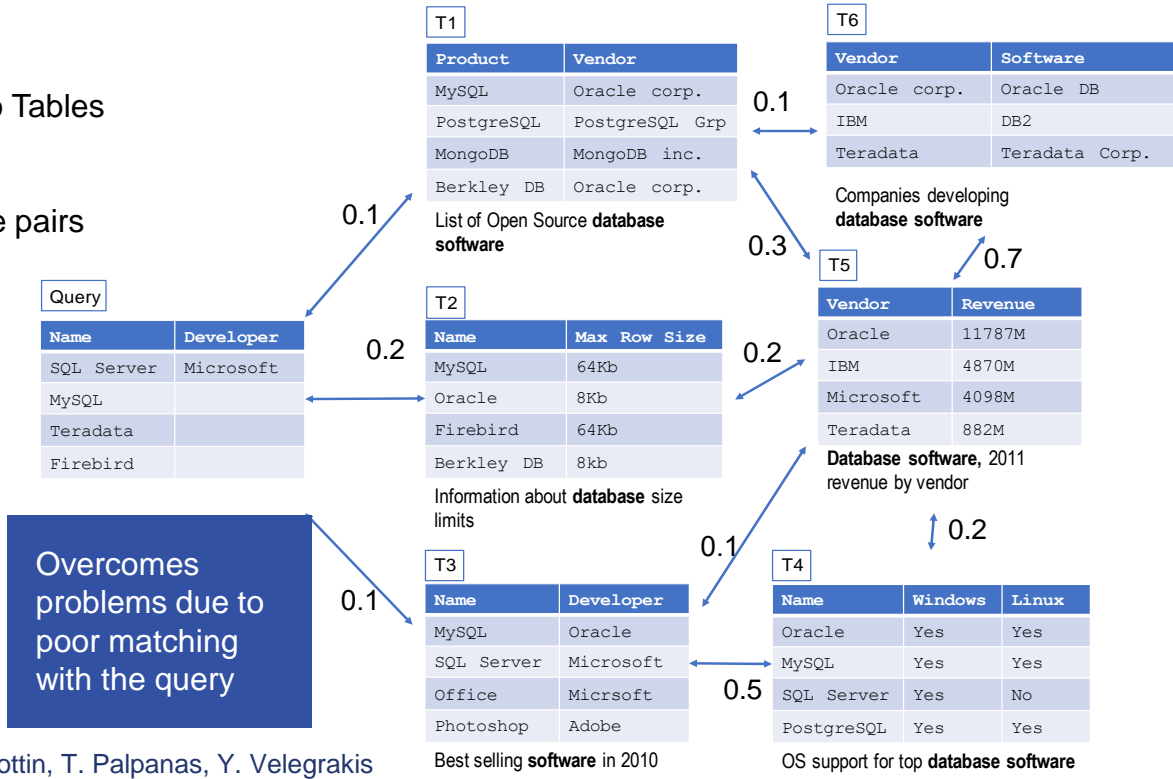 Tables
pairs
Query
Name Developer
SQL Server Microsoft
MySQL
Teradata
Firebird
Overcomes
problems due to
poor matching
with the query
T. Palpanas, Y. Velegrakis
0.1
0.2
0.1
T1
Product Vendor
MySQL Oracle corp.
PostgreSQL PostgreSQL Grp
MongoDB MongoDB inc.
Berkley DB Oracle corp.
List of Open Source database
software
T2
Name Max Row Size
MySQL 64Kb
Oracle 8Kb
Firebird 64Kb
Berkley DB 8kb
Information about database size
limits
T3
Name Developer
MySQL Oracle
SQL Server Microsoft
Office Micrsoft
Photoshop Adobe
Best selling software in 2010
0.1
0.3
0.2
0.1
0.5
T6
Vendor Software
Oracle corp. Oracle DB
IBM DB2
Teradata Teradata Corp.
Companies developing
database software
0.7
T5
Vendor Revenue
Oracle 11787M
IBM 4870M
Microsoft 4098M
Teradata 882M
Database software, 2011
revenue by vendor
0.2
T4
Name Windows Linux
Oracle Yes Yes
MySQL Yes Yes
SQL Server Yes No
PostgreSQL Yes Yes
OS support for top database software